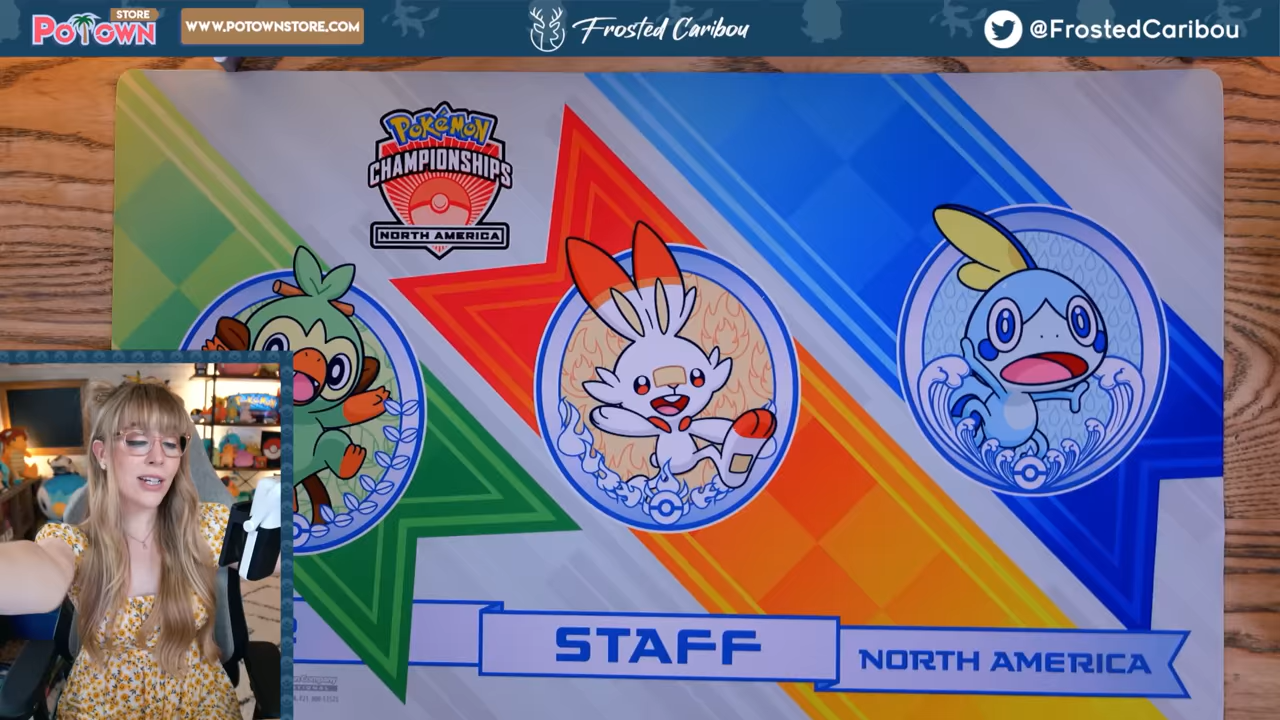 STORE
POTOWN
WWW.POTOWNSTORE.COM
Frosted Caribou
@FrostedCaribou
POKéMON
CHAMPIONSHIPS
NORTH AMERICA
STAFF
NORTH AMERICA